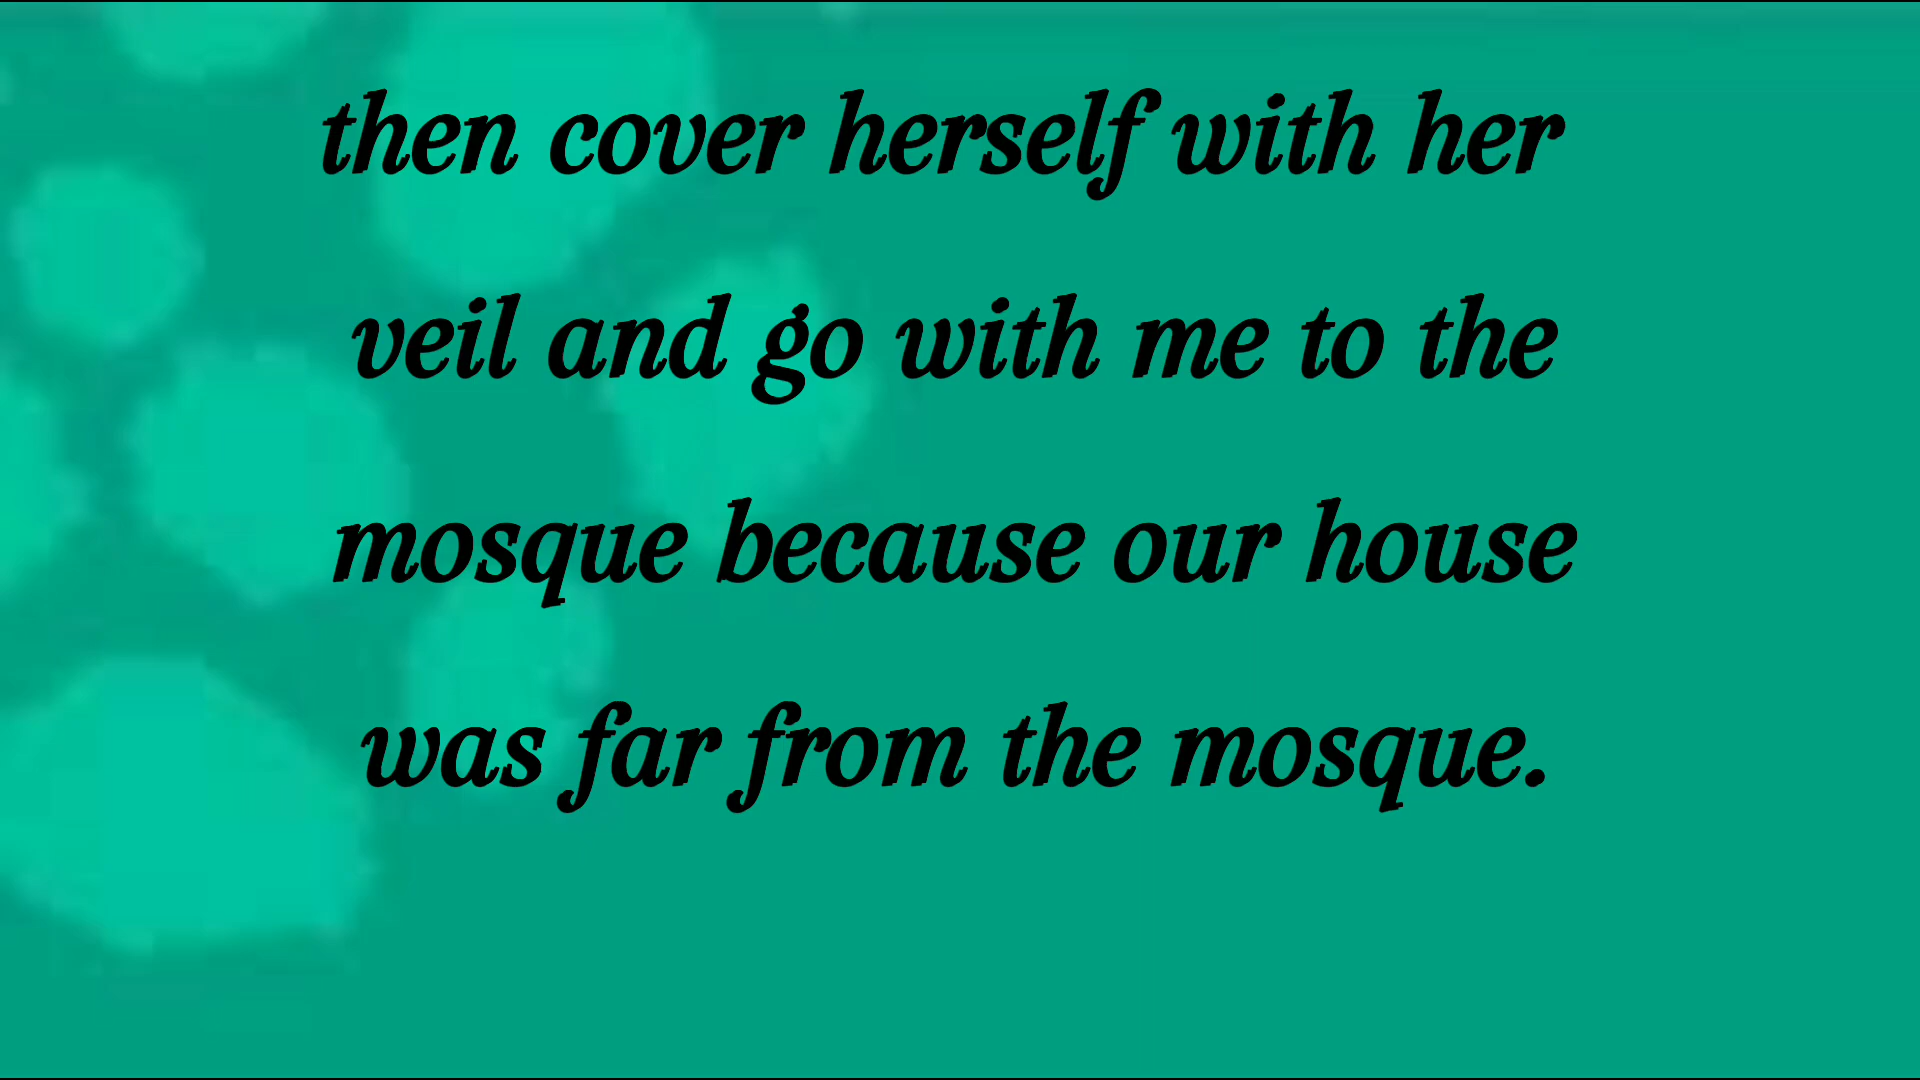 then cover herself with her
veil and go with me to the
mosque because our house
was far from the mosque.